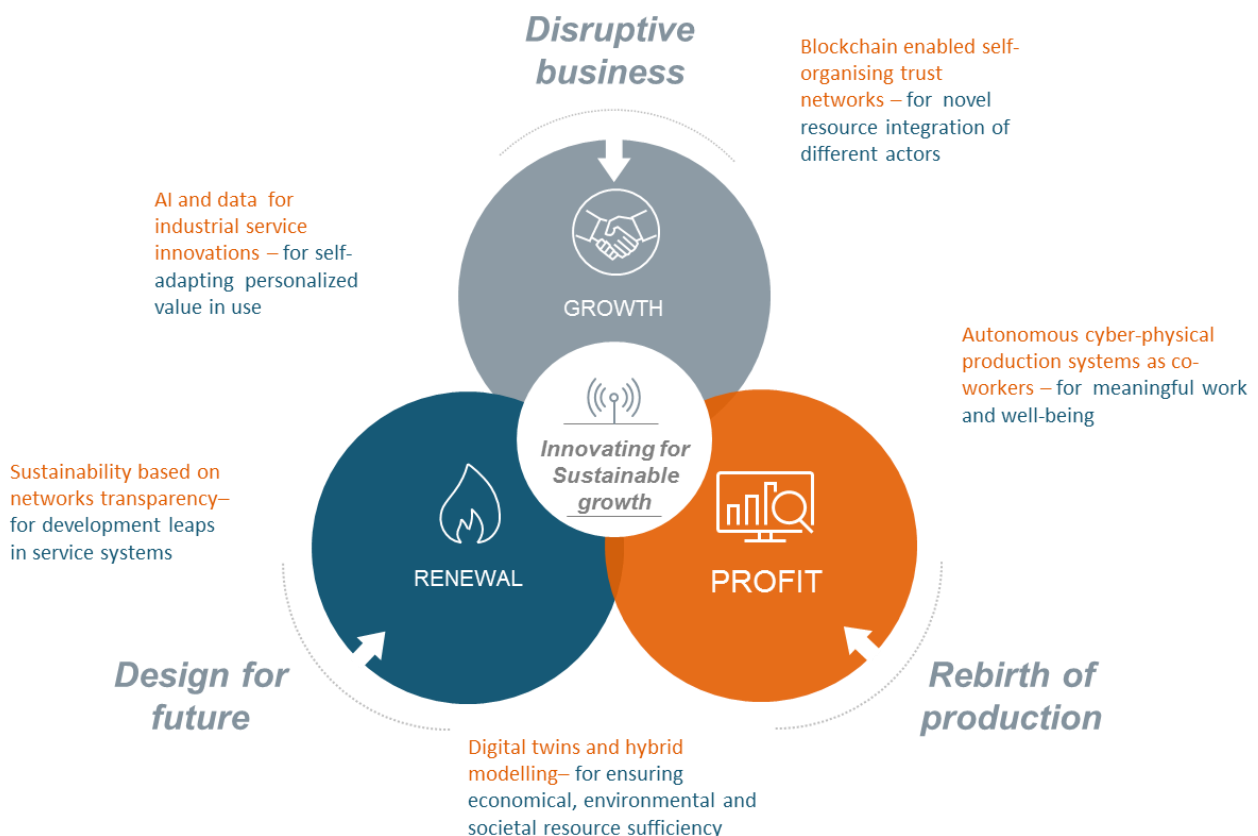 Disruptive
business
Blockchain enabled self-
organising trust
networks – for novel
resource integration of
different actors
AI and data for
industrial service
innovations – for self-
adapting personalized
value in use
GROWTH
Autonomous cyber-physical
production systems as co-
workers – for meaningful work
and well-being
Innovating for
Sustainable
growth
Sustainability based on
networks transparency–
for development leaps
in service systems
RENEWAL
PROFIT
Design for
future
Rebirth of
production
Digital twins and hybrid
modelling– for ensuring
economical, environmental and
societal resource sufficiency